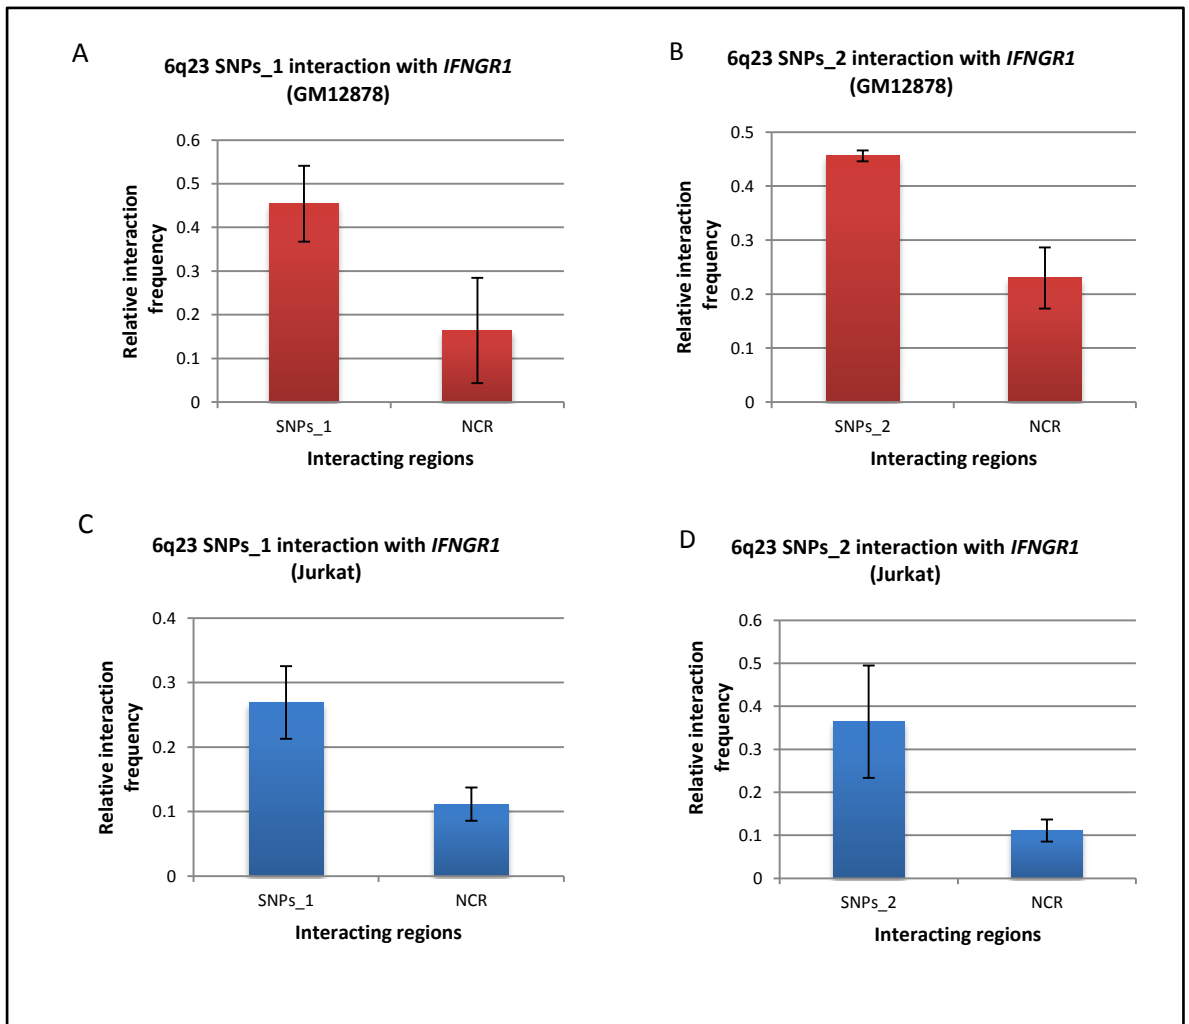 A
6q23 SNPs_1 interaction with IFNGR1
(GM12878)
0.6
0.5
0.4
0.3
0.2
0.1
0
Relative interaction
frequency
SNPs_1
NCR
Interacting regions
B
6q23 SNPs_2 interaction with IFNGR1
(GM12878)
0.5
0.4
0.3
0.2
0.1
0
Relative interaction
frequency
SNPs_2
NCR
Interacting regions
C
6q23 SNPs_1 interaction with IFNGR1
(Jurkat)
0.4
0.3
0.2
0.1
0
Relative interaction
frequency
SNPs_1
NCR
Interacting regions
D
6q23 SNPs_2 interaction with IFNGR1
(Jurkat)
0.6
0.5
0.4
0.3
0.2
0.1
0
Relative interaction
frequency
SNPs_2
NCR
Interacting regions